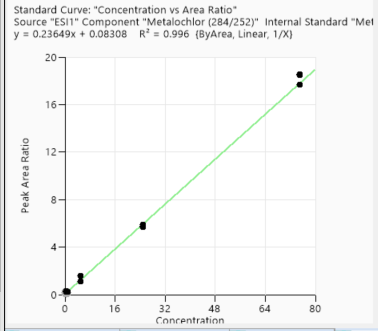 Standard Curve: "Concentration vs Area Ratio"
Source "ESI1" Component "Metalochlor (284/252)" Internal Standard "Met
y = 0.23649x + 0.08308 R² = 0.996 (ByArea, Linear, 1/X)
20
16
12
8
4
0
Peak Area Ratio
0 16 32 48 64 80
Concentration